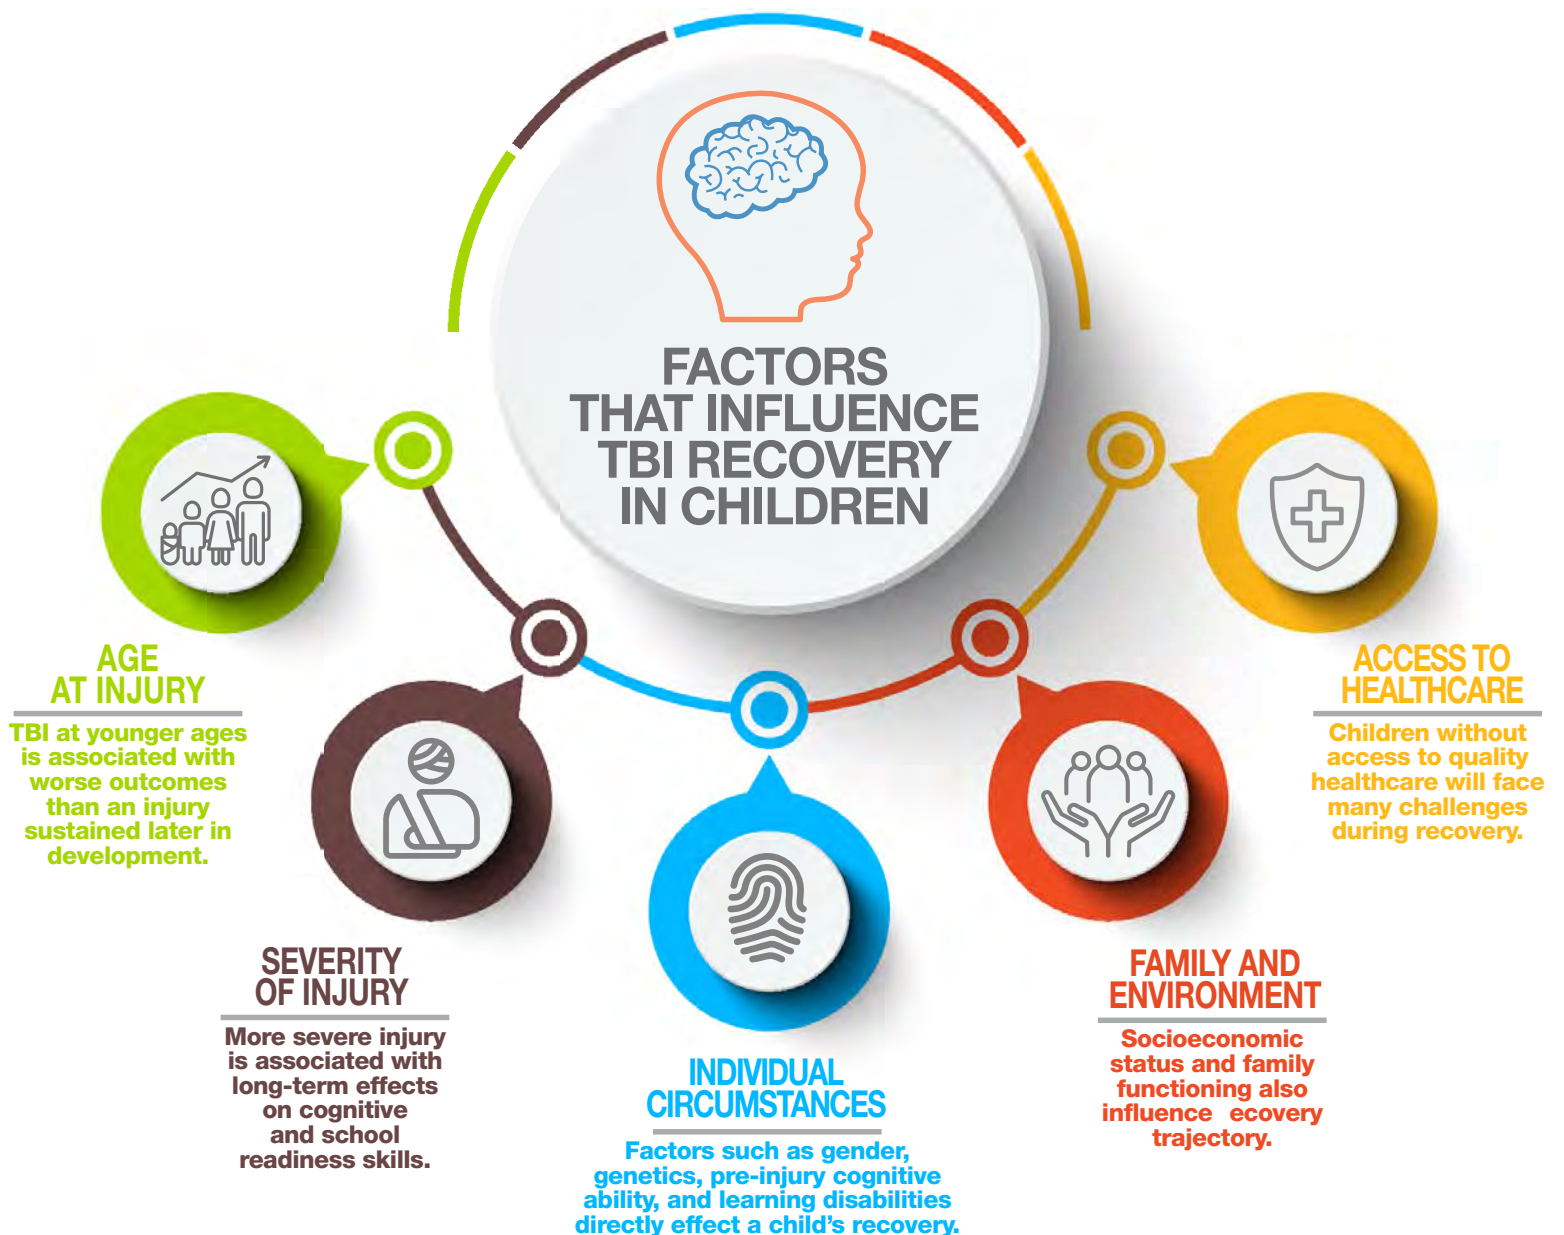 FACTORS
THAT INFLUENCE
TBI RECOVERY
IN CHILDREN
AGE
AT INJURY
TBI at younger ages
is associated with
worse outcomes
than an injury
sustained later in
development.
SEVERITY
OF INJURY
More severe injury
is associated with
long-term effects
on cognitive
and school
readiness skills.
INDIVIDUAL
CIRCUMSTANCES
Factors such as gender,
genetics, pre-injury cognitive
ability, and learning disabilities
directly effect a child’s recovery.
FAMILY AND
ENVIRONMENT
Socioeconomic
status and family
functioning also
influence ecovery
trajectory.
ACCESS TO
HEALTHCARE
Children without
access to quality
healthcare will face
many challenges
during recovery.